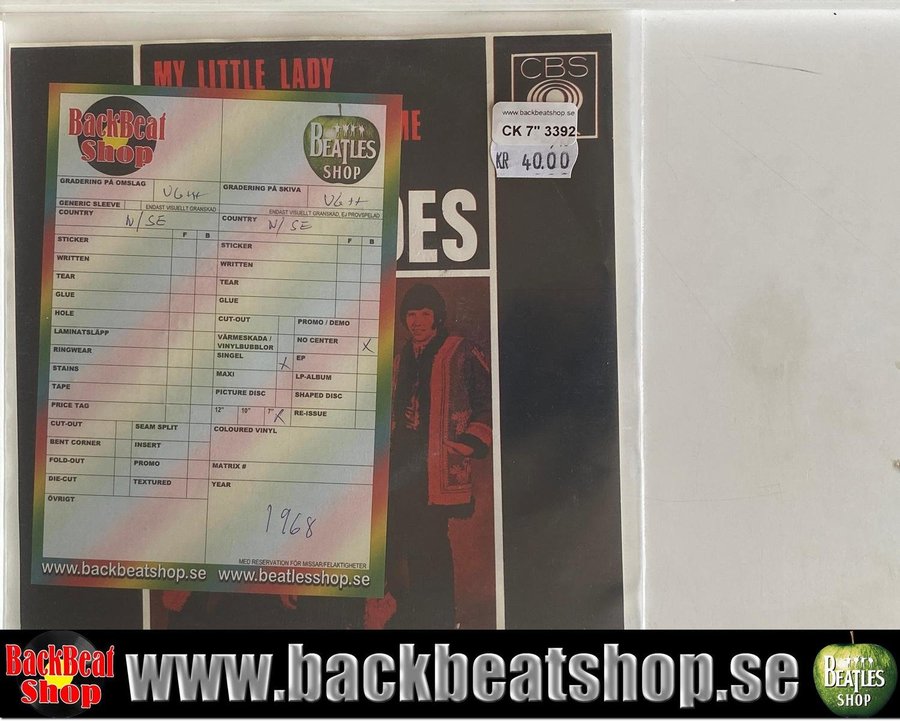 MY LITTLE LADY
ME
DES
CBS
www.backbeatshop.se
CK 7" 3392
KR 40.00
BackBeat
Shop
BEATLES
SHOP
GRADERING PÅ OMSLAG VG++
GRADERING PÅ SKIVA VG++
GENERIC SLEEVE ENDAST VISUELLT GRANSKAD
ENDAST VISUELLT GRANSKAD, EJ PROVSPELAD
COUNTRY N/SE
COUNTRY N/SE
F B
F B
STICKER
WRITTEN
TEAR
GLUE
HOLE
LAMINATSLÄPP
RINGWEAR
STAINS
TAPE
PRICE TAG
CUT-OUT SEAM SPLIT
BENT CORNER INSERT
FOLD-OUT PROMO
DIE-CUT TEXTURED
ÖVRIGT
STICKER
WRITTEN
TEAR
GLUE
CUT-OUT PROMO / DEMO
VÄRMESKADA /
VINYLBUBBLOR
NO CENTER X
SINGEL X EP
MAXI LP-ALBUM
PICTURE DISC SHAPED DISC
12" 10" 7" X RE-ISSUE
COLOURED VINYL
MATRIX #
YEAR
1968
MED RESERVATION FÖR MISSAR/FELAKTIGHETER
www.backbeatshop.se www.beatlesshop.se
BackBeat
Shop
www.backbeatshop.se
BEATLES
SHOP